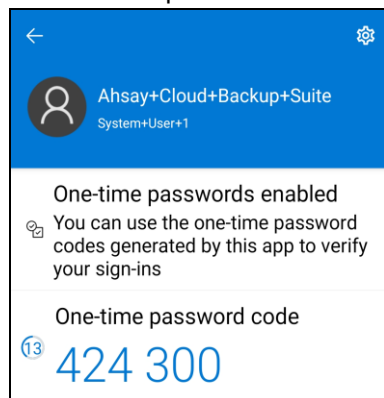 Ahsay+Cloud+Backup+Suite
System+User+1
One-time passwords enabled
You can use the one-time password
codes generated by this app to verify
your sign-ins
One-time password code
13
424 300